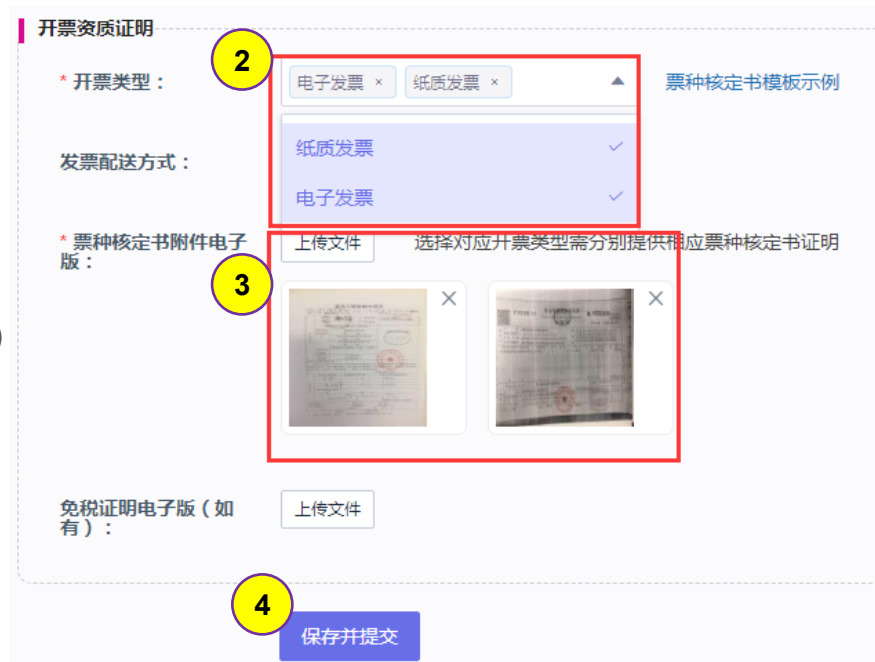 开票资质证明
2
* 开票类型：
电子发票 × 纸质发票 ×
票种核定书模板示例
纸质发票
发票配送方式：
电子发票
* 票种核定书附件电子
版：
上传文件
选择对应开票类型需分别提供相应票种核定书证明
3
免税证明电子版（如
有）：
上传文件
4
保存并提交